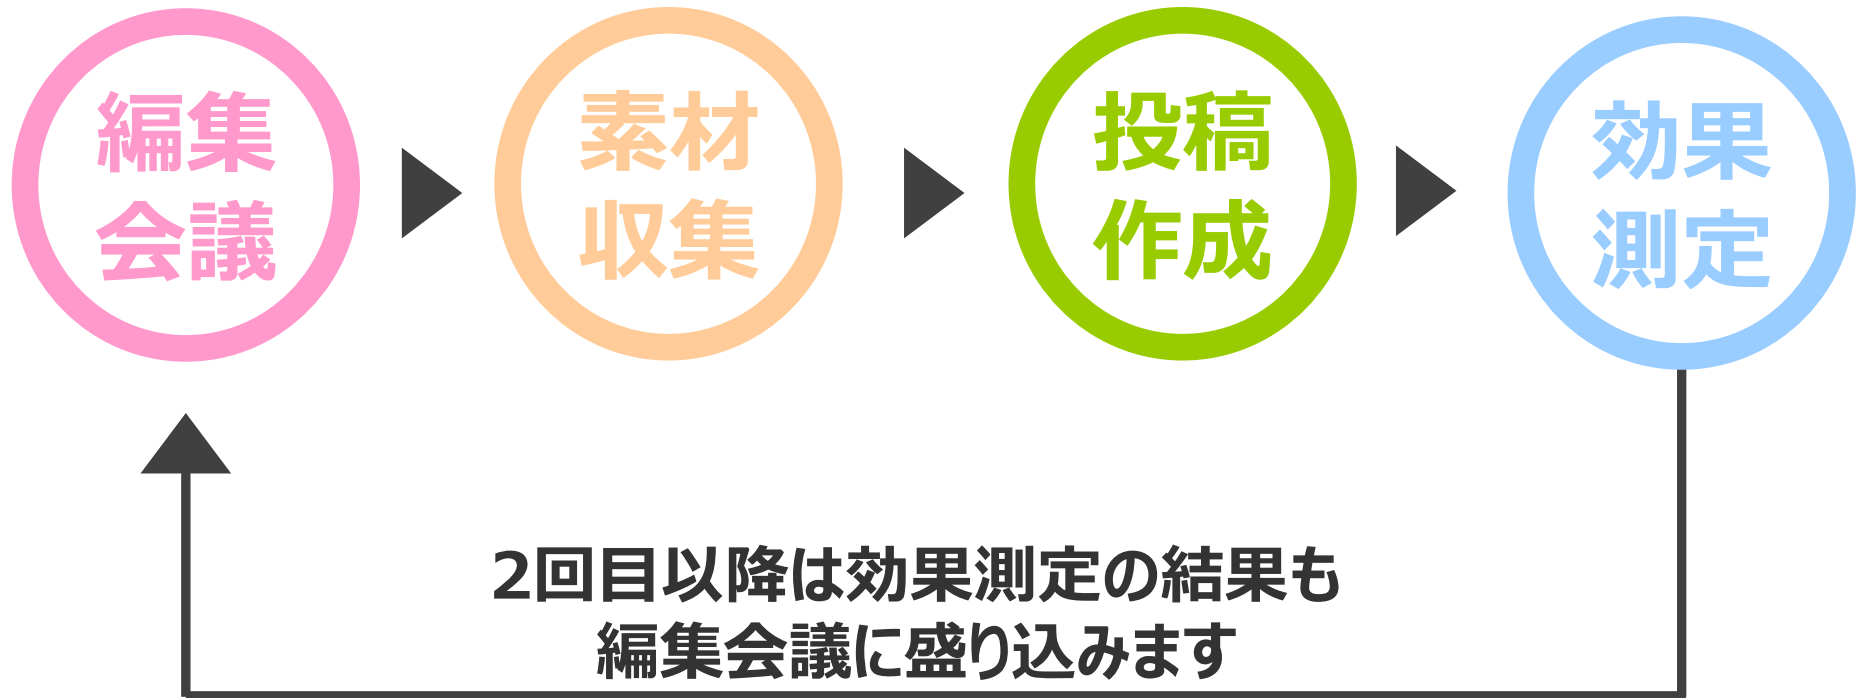 編集
会議
素材
収集
投稿
作成
効果
測定
2回目以降は効果測定の結果も
編集会議に盛り込みます